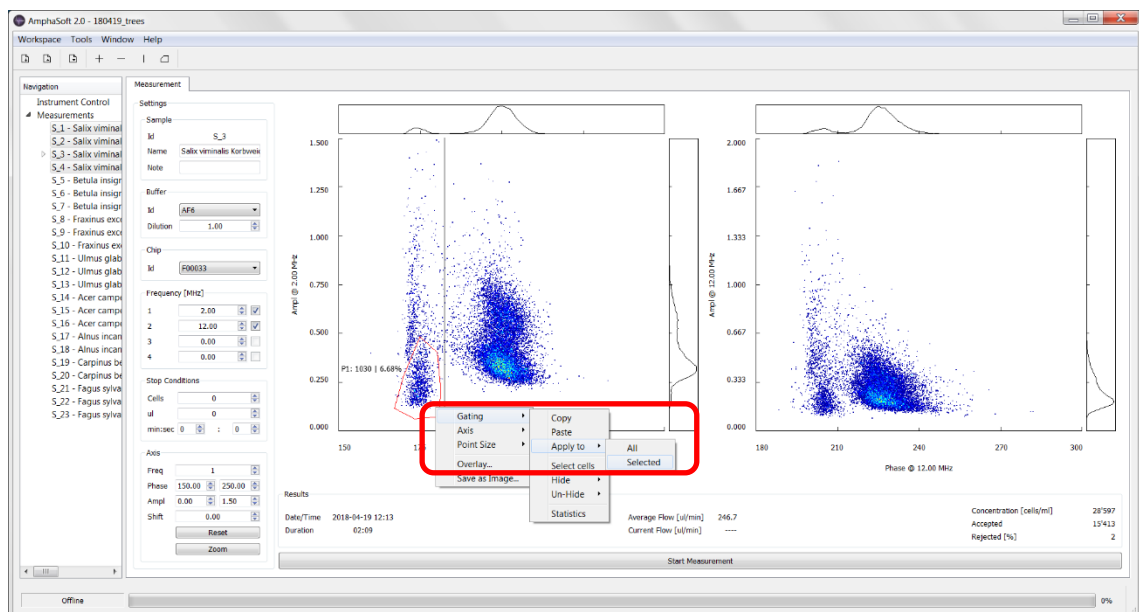 AmphaSoft 2.0 - 180419_trees
Workspace Tools Window Help
Navigation
Instrument Control
Measurements
S_1 - Salix viminal
S_2 - Salix viminal
S_3 - Salix viminal
S_4 - Salix viminal
S_5 - Betula insigr
S_6 - Betula insigr
S_7 - Betula insigr
S_8 - Fraxinus exce
S_9 - Fraxinus exce
S_10 - Fraxinus ex
S_11 - Ulmus glab
S_12 - Ulmus glab
S_13 - Ulmus glab
S_14 - Acer campe
S_15 - Acer campe
S_16 - Acer campe
S_17 - Alnus incan
S_18 - Alnus incan
S_19 - Carpinus be
S_20 - Carpinus be
S_21 - Fagus sylva
S_22 - Fagus sylva
S_23 - Fagus sylva
Measurement
Settings
Sample
Id S_3
Name Salix viminalis Korbweide
Note
Buffer
Id AF6
Dilution 1.00
Chip
Id F00033
Frequency [MHz]
1 2.00
2 12.00
3 0.00
4 0.00
Stop Conditions
Cells 0
ul 0
min:sec 0 : 0
Axis
Freq 1
Phase 150.00 250.00
Ampl 0.00 1.50
Shift 0.00
Reset
Zoom
1.500
1.250
1.000
0.750
0.500
0.250
0.000
Ampl @ 2.00 MHz
P1: 1030 | 6.68%
150
Gating
Axis
Point Size
Overlay...
Save as Image...
Copy
Paste
Apply to
Select cells
Hide
Un-Hide
Statistics
All
Selected
2.000
1.667
1.333
1.000
0.667
0.333
0.000
Ampl @ 12.00 MHz
180 210 240 270 300
Phase @ 12.00 MHz
Results
Date/Time 2018-04-19 12:13
Duration 02:09
Average Flow [ul/min] 246.7
Current Flow [ul/min] ----
Concentration [cells/ml] 28'597
Accepted 15'413
Rejected [%] 2
Start Measurement
Offline
0%